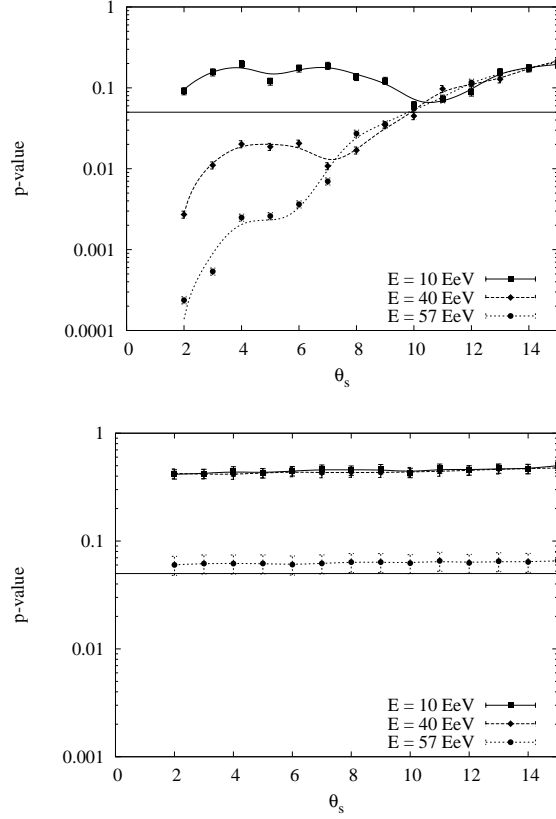 1
0.1
0.01
0.001
0.0001
p-value
0 2 4 6 8 10 12 14
θs
E = 10 EeV
E = 40 EeV
E = 57 EeV
1
0.1
0.01
0.001
p-value
0 2 4 6 8 10 12 14
θs
E = 10 EeV
E = 40 EeV
E = 57 EeV